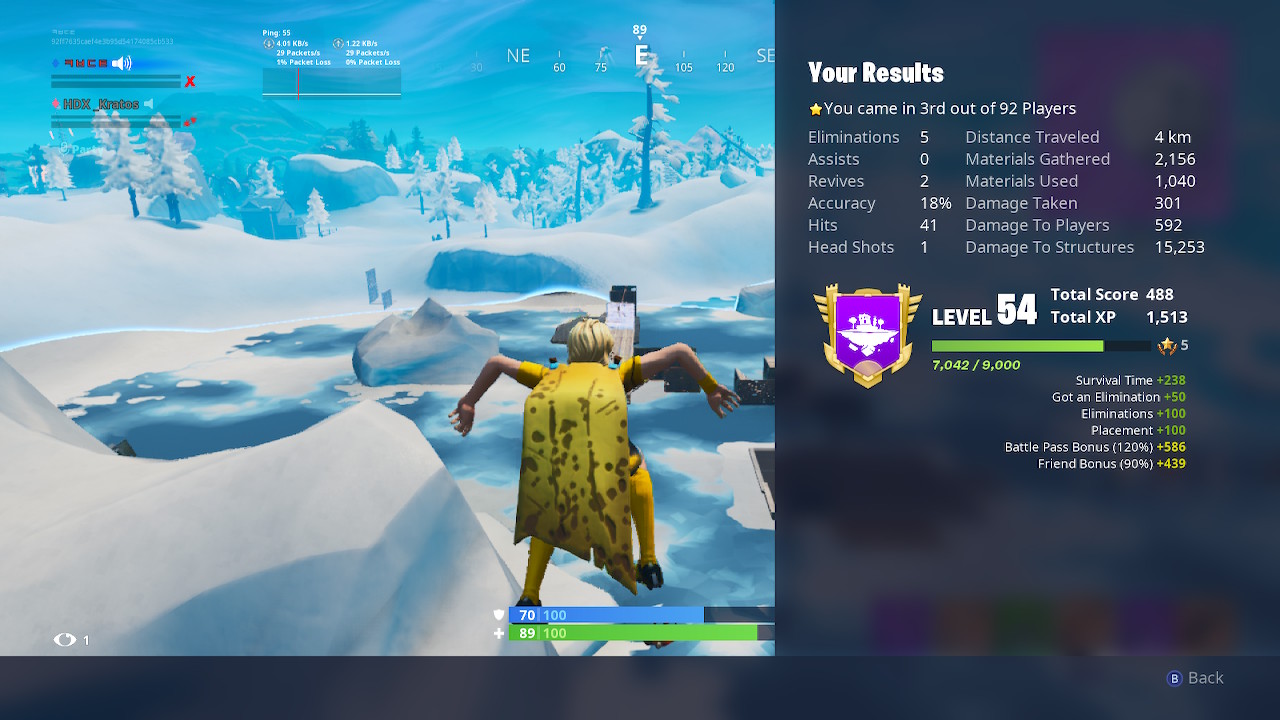 Ping: 55
4.01 KB/s 1.22 KB/s
29 Packets/s 29 Packets/s
1% Packet Loss 0% Packet Loss
HDX_Kratos
89
30 NE 60 75 E 105 120 SE
70 100
89 100
1
Your Results
You came in 3rd out of 92 Players
Eliminations 5 Distance Traveled 4 km
Assists 0 Materials Gathered 2,156
Revives 2 Materials Used 1,040
Accuracy 18% Damage Taken 301
Hits 41 Damage To Players 592
Head Shots 1 Damage To Structures 15,253
LEVEL 54 Total Score 488
Total XP 1,513
5
7,042 / 9,000
Survival Time +238
Got an Elimination +50
Eliminations +100
Placement +100
Battle Pass Bonus (120%) +586
Friend Bonus (90%) +439
B Back